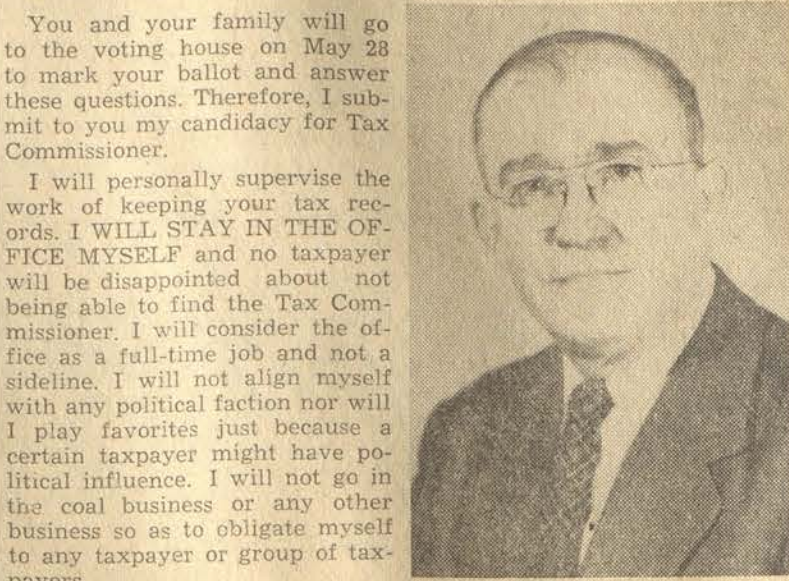 You and your family will go
to the voting house on May 28
to mark your ballot and answer
these questions. Therefore, I sub-
mit to you my candidacy for Tax
Commissioner.
I will personally supervise the
work of keeping your tax rec-
ords. I WILL STAY IN THE OF-
FICE MYSELF and no taxpayer
will be disappointed about not
being able to find the Tax Com-
missioner. I will consider the of-
fice as a full-time job and not a
sideline. I will not align myself
with any political faction nor will
I play favorites just because a
certain taxpayer might have po-
litical influence. I will not go in
the coal business or any other
business so as to obligate myself
to any taxpayer or group of tax-
payers